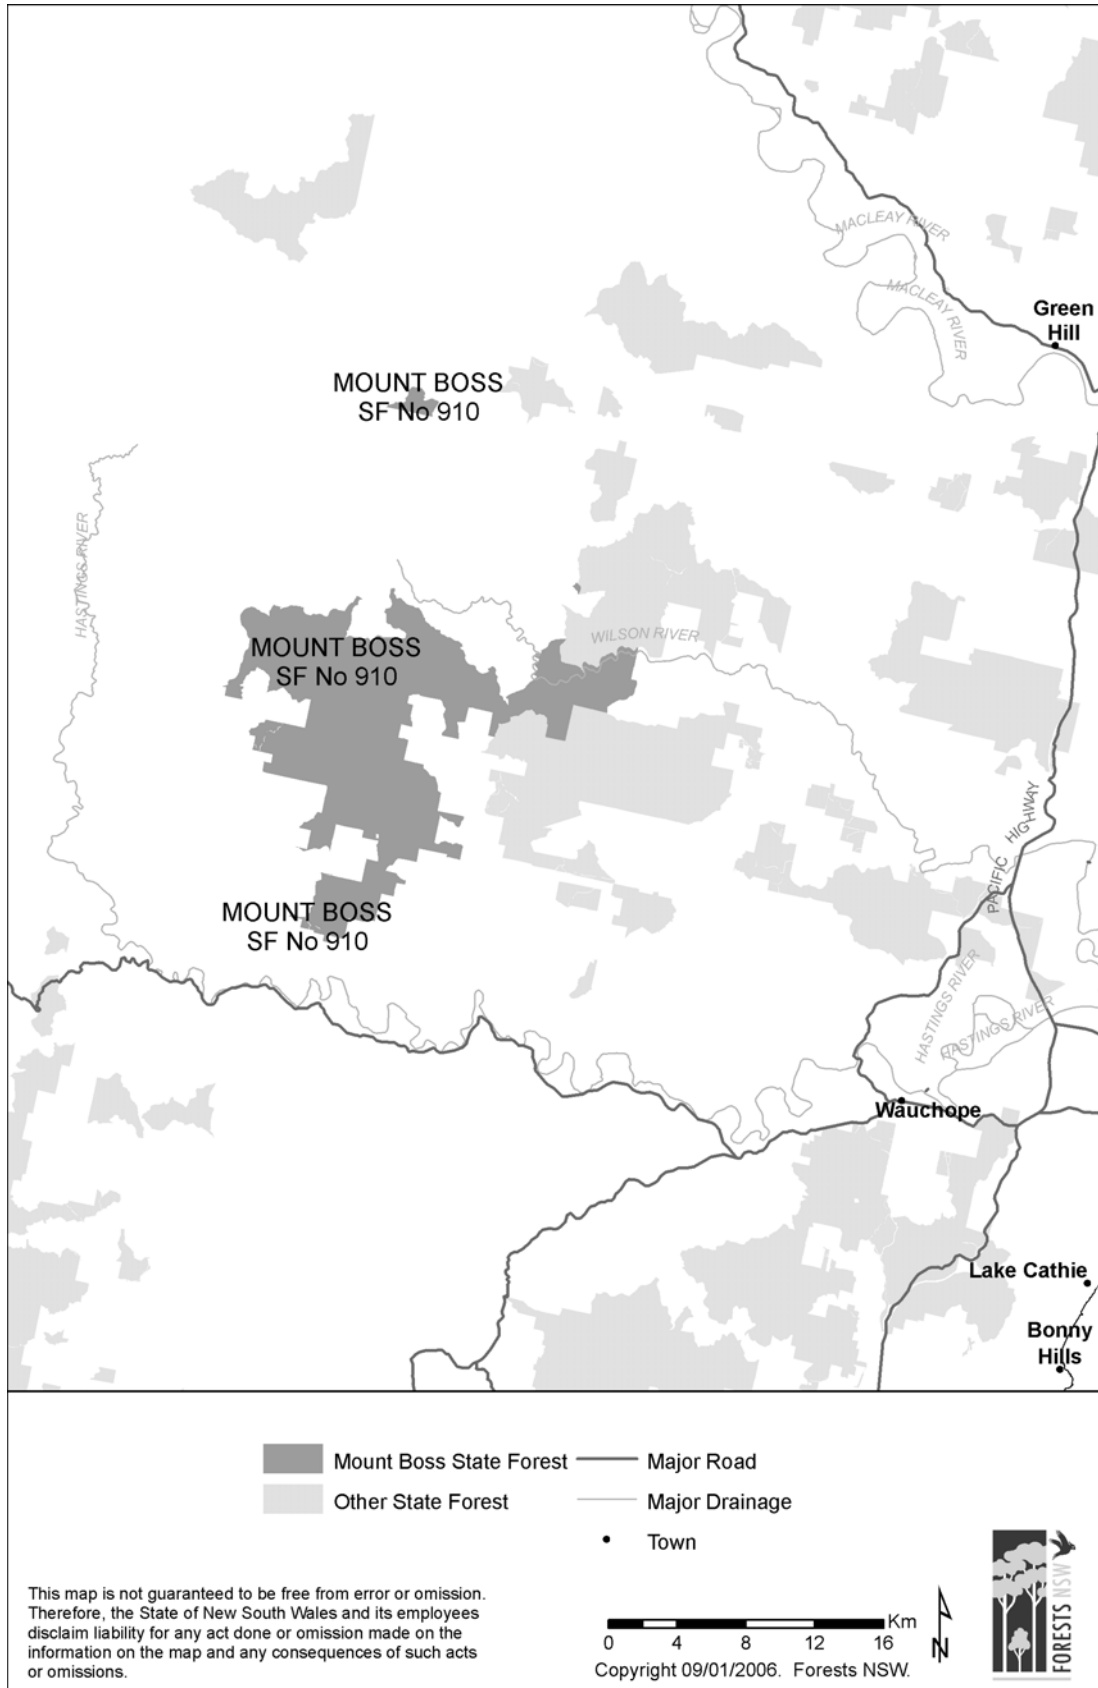 MACLEAY RIVER
MACLEAY RIVER
Green
Hill
MOUNT BOSS
SF No 910
HASTINGS RIVER
WILSON RIVER
MOUNT BOSS
SF No 910
PACIFIC HIGHWAY
MOUNT BOSS
SF No 910
HASTINGS RIVER
HASTINGS RIVER
Wauchope
Lake Cathie
Bonny
Hills
Mount Boss State Forest
Major Road
Other State Forest
Major Drainage
Town
This map is not guaranteed to be free from error or omission.
Therefore, the State of New South Wales and its employees
disclaim liability for any act done or omission made on the
information on the map and any consequences of such acts
or omissions.
Km
0 4 8 12 16
Copyright 09/01/2006. Forests NSW.
N
FORESTS NSW